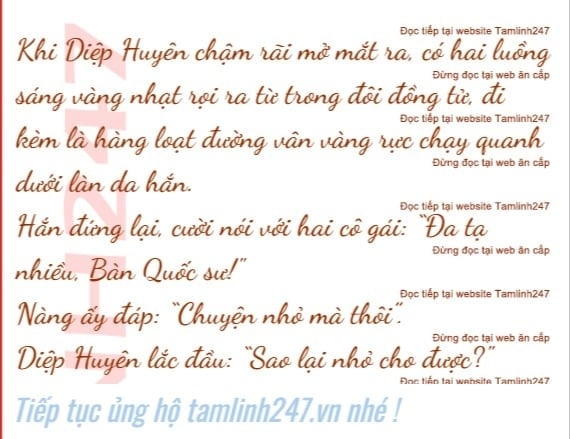 Đọc tiếp tại website Tamlinh247
Khi Diệp Huyên chậm rãi mở mắt ra, có hai luồng
Đừng đọc tại web ăn cắp
sáng vàng nhạt rọi ra từ trong đôi đồng tử, đi
Đọc tiếp tại website Tamlinh247
kèm là hàng loạt đường vân vàng rực chạy quanh
Đừng đọc tại web ăn cắp
dưới làn da hắn.
Đọc tiếp tại website Tamlinh247
Hắn đứng lại, cười nói với hai cô gái: “Đa tạ
Đừng đọc tại web ăn cắp
nhiều, Bàn Quốc sư!”
Đọc tiếp tại website Tamlinh247
Nàng ấy đáp: “Chuyện nhỏ mà thôi”.
Đừng đọc tại web ăn cắp
Diệp Huyên lắc đầu: “Sao lại nhỏ cho được?”
Đọc tiếp tại website Tamlinh247
Tiếp tục ủng hộ tamlinh247.vn nhé !
NH247